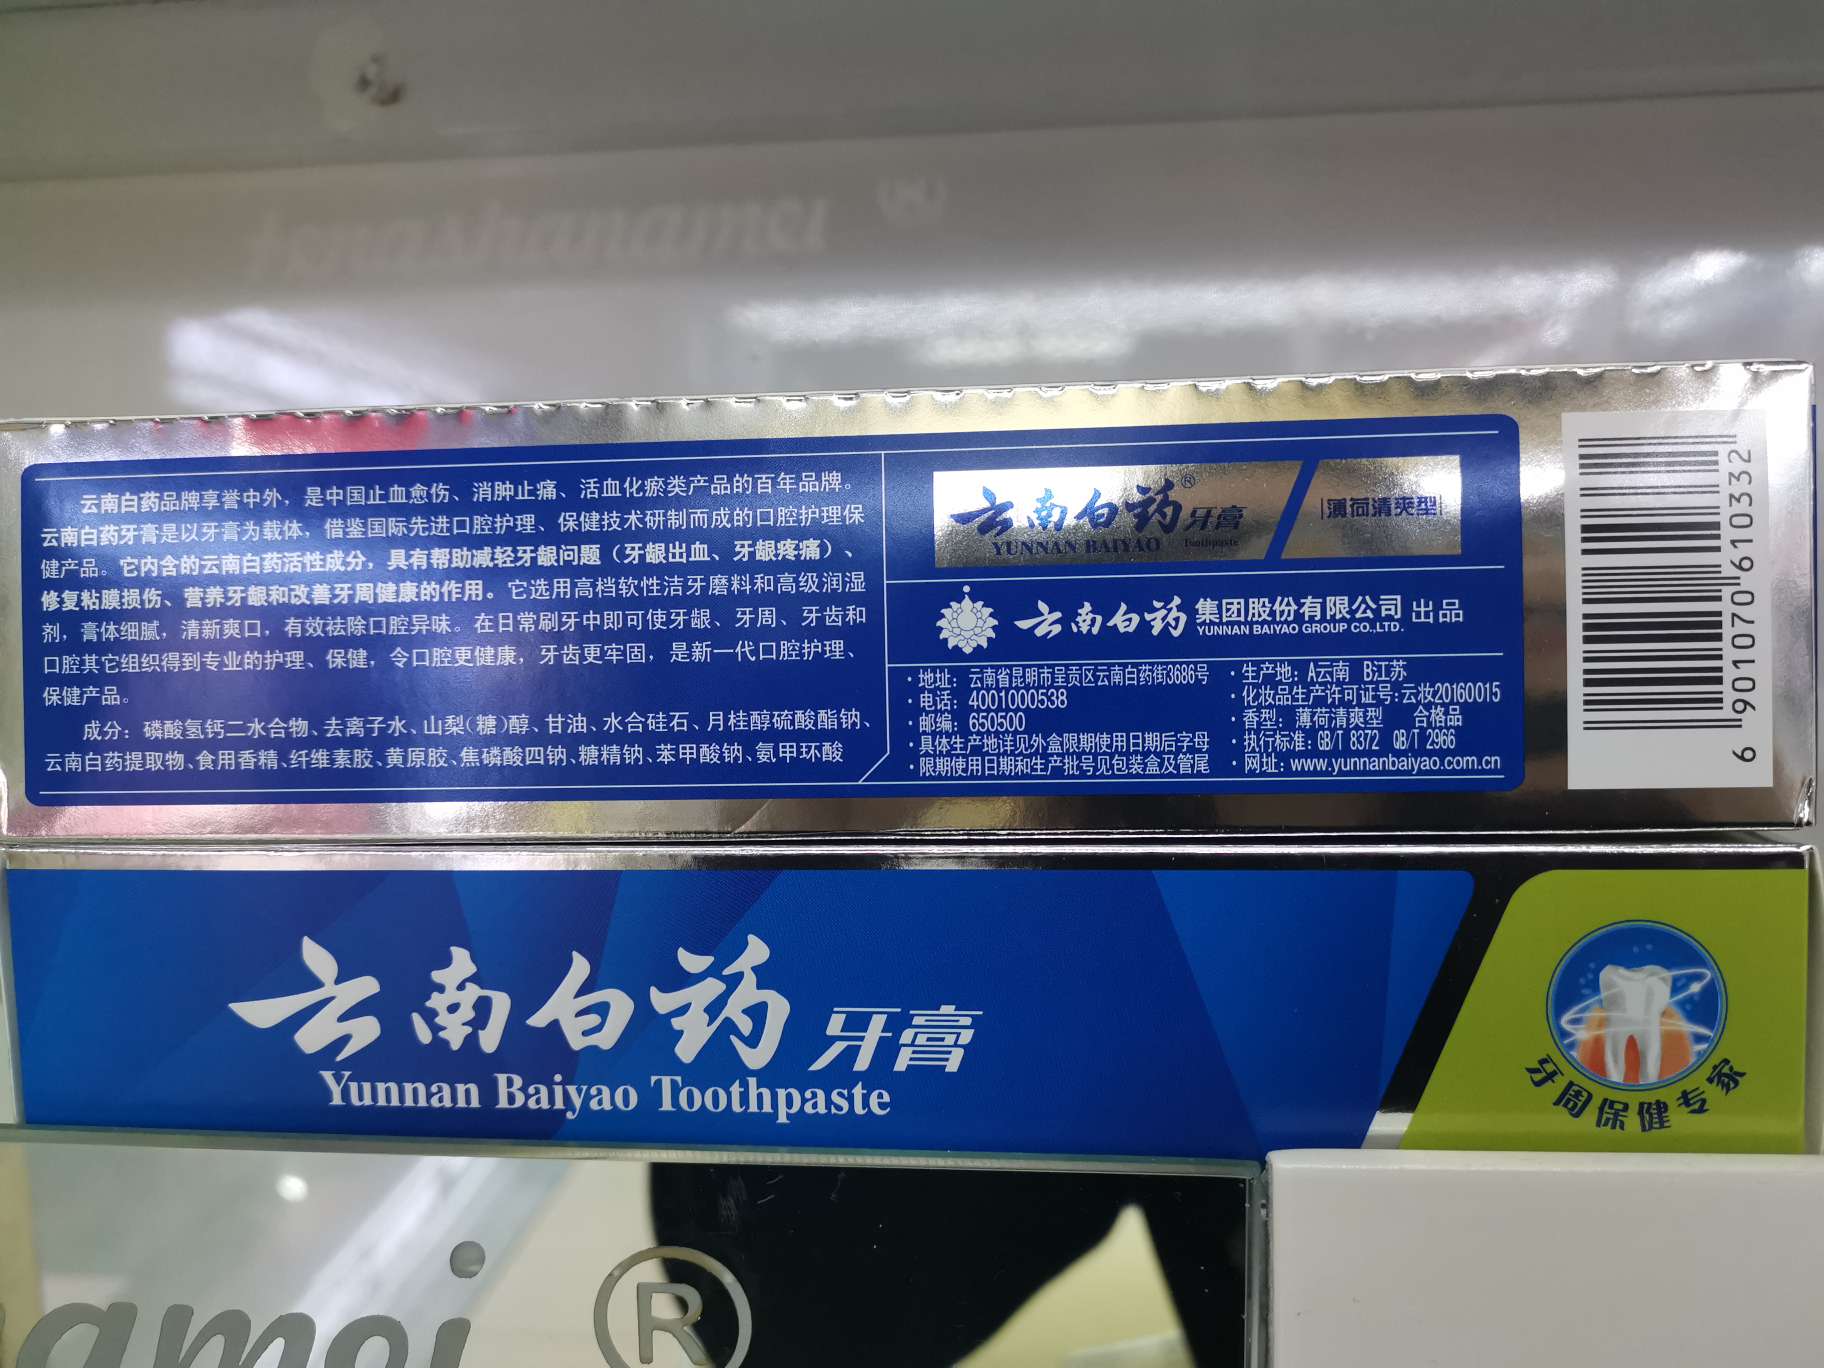 huashanamei ®
云南白药品牌享誉中外，是中国止血愈伤、消肿止痛、活血化瘀类产品的百年品牌。
云南白药牙膏是以牙膏为载体，借鉴国际先进口腔护理、保健技术研制而成的口腔护理保
健产品。它内含的云南白药活性成分，具有帮助减轻牙龈问题（牙龈出血、牙龈疼痛）、
修复粘膜损伤、营养牙龈和改善牙周健康的作用。它选用高档软性洁牙磨料和高级润湿
剂，膏体细腻，清新爽口，有效祛除口腔异味。在日常刷牙中即可使牙龈、牙周、牙齿和
口腔其它组织得到专业的护理、保健，令口腔更健康，牙齿更牢固，是新一代口腔护理、
保健产品。
成分：磷酸氢钙二水合物、去离子水、山梨（糖）醇、甘油、水合硅石、月桂醇硫酸酯钠、
云南白药提取物、食用香精、纤维素胶、黄原胶、焦磷酸四钠、糖精钠、苯甲酸钠、氨甲环酸
云南白药®牙膏
YUNNAN BAIYAO Toothpaste
薄荷清爽型
云南白药集团股份有限公司 出品
YUNNAN BAIYAO GROUP CO.,LTD.
·地址：云南省昆明市呈贡区云南白药街3686号
·电话：4001000538
·邮编：650500
·具体生产地详见外盒限期使用日期后字母
·限期使用日期和生产批号见包装盒及管尾
·生产地：A云南 B江苏
·化妆品生产许可证号：云妆20160015
·香型：薄荷清爽型 合格品
·执行标准：GB/T 8372 QB/T 2966
·网址：www.yunnanbaiyao.com.cn
6 901070 610332
云南白药牙膏
Yunnan Baiyao Toothpaste
牙周保健专家
amei ®